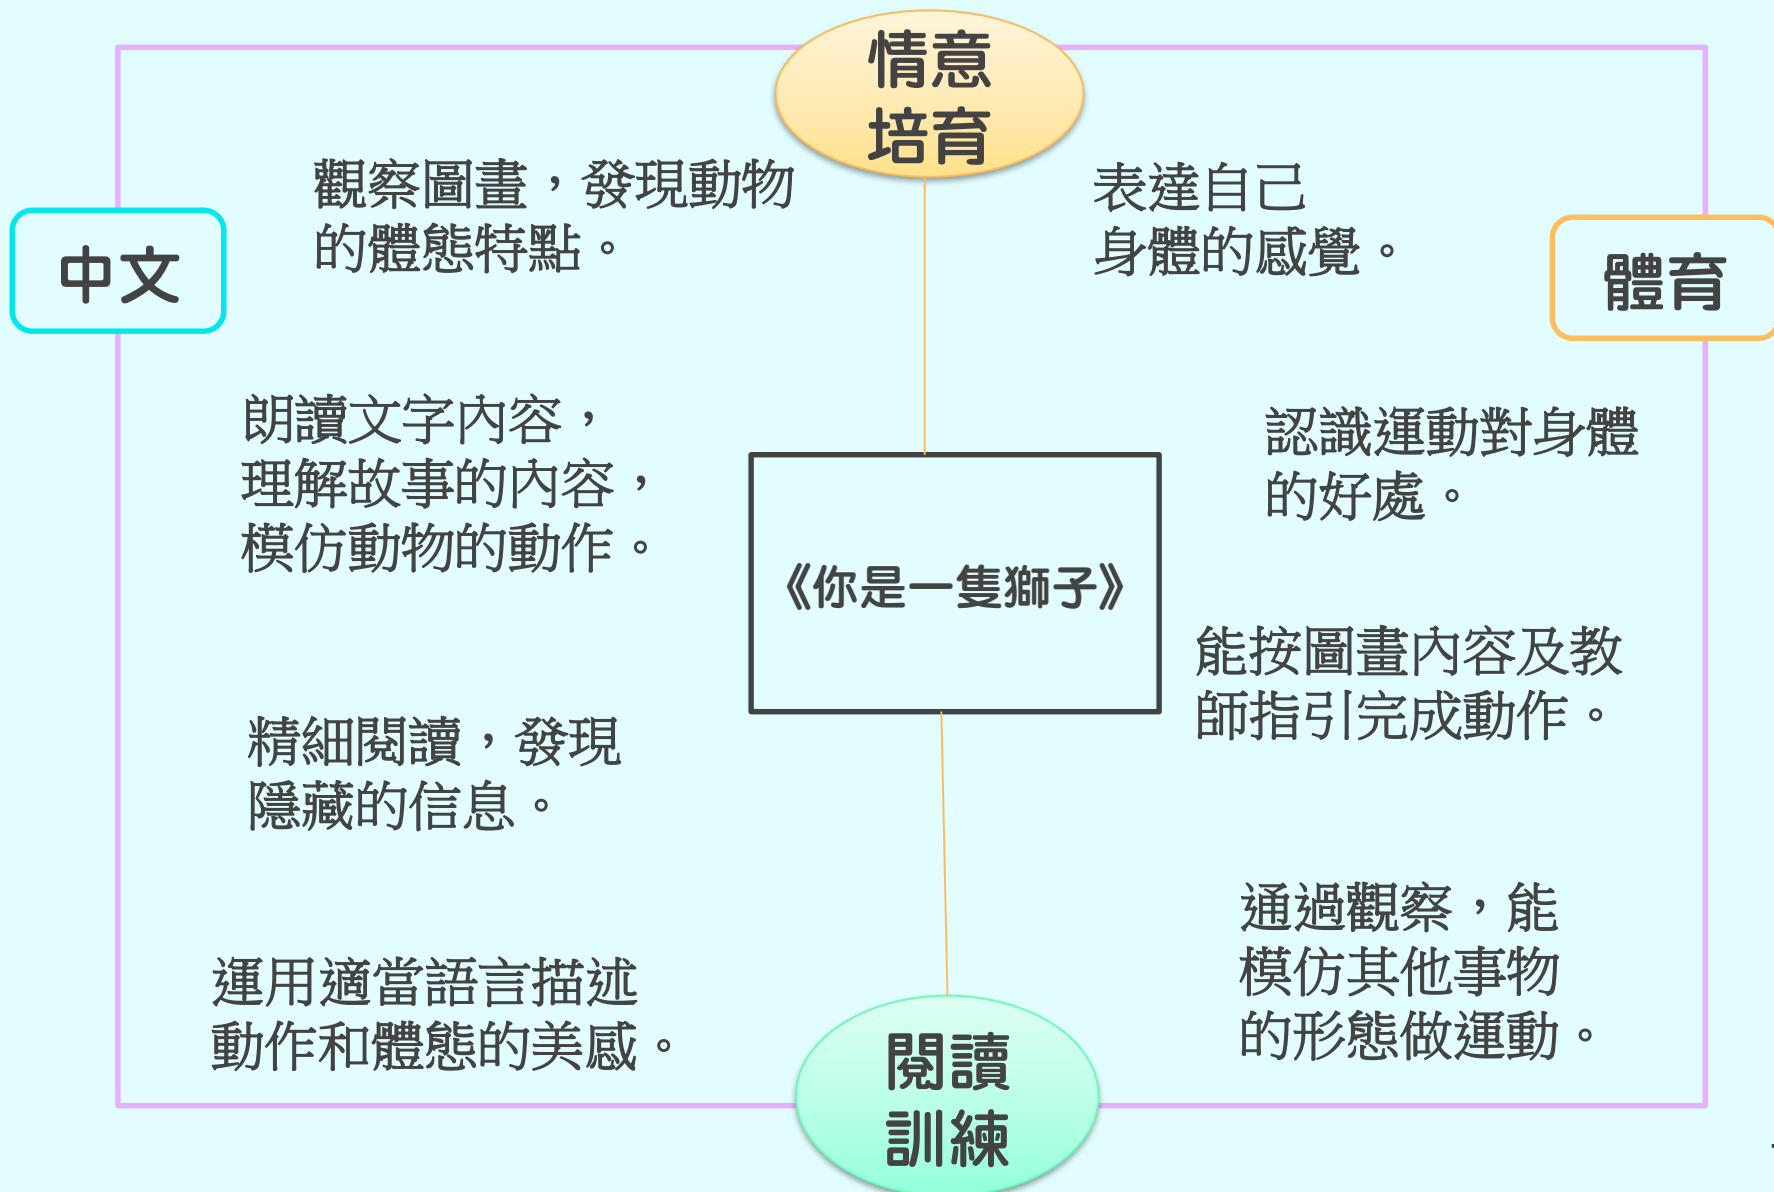 情意
培育
中文
觀察圖畫，發現動物
的體態特點。
朗讀文字內容，
理解故事的內容，
模仿動物的動作。
精細閱讀，發現
隱藏的信息。
運用適當語言描述
動作和體態的美感。
《你是一隻獅子》
體育
表達自己
身體的感覺。
認識運動對身體
的好處。
能按圖畫內容及教
師指引完成動作。
通過觀察，能
模仿其他事物
的形態做運動。
閱讀
訓練